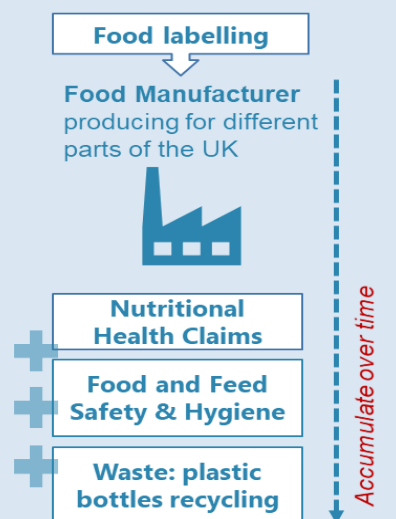 Food labelling
Food Manufacturer
producing for different
parts of the UK
Nutritional
Health Claims
Food and Feed
Safety & Hygiene
Waste: plastic
bottles recycling
Accumulate over time